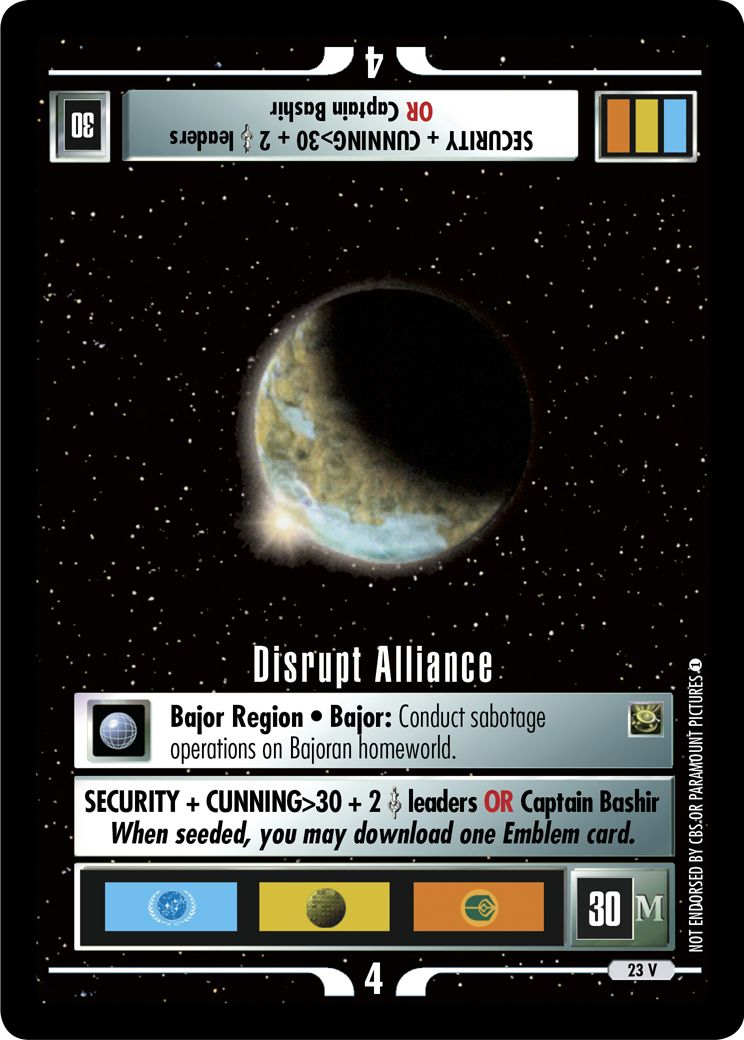 4
30
SECURITY + CUNNING>30 + 2 leaders
OR Captain Bashir
Disrupt Alliance
Bajor Region • Bajor: Conduct sabotage
operations on Bajoran homeworld.
SECURITY + CUNNING>30 + 2 leaders OR Captain Bashir
When seeded, you may download one Emblem card.
30 M
23 V
4
NOT ENDORSED BY CBS OR PARAMOUNT PICTURES. 1